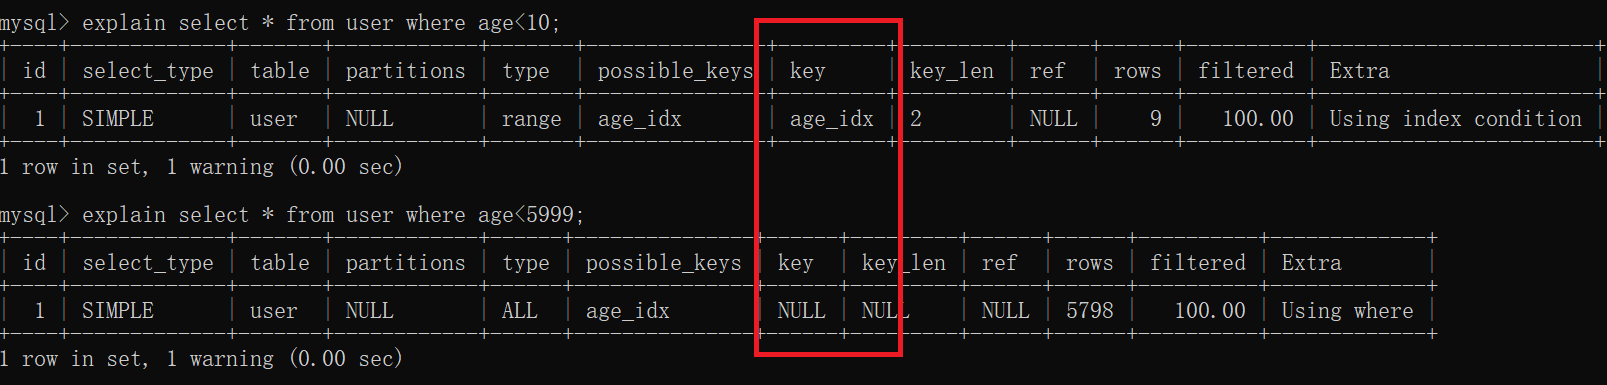 mysql> explain select * from user where age<10;
+----+-------------+-------+------------+-------+---------------+---------+---------+------+------+----------+-----------------------+
| id | select_type | table | partitions | type | possible_keys | key | key_len | ref | rows | filtered | Extra |
+----+-------------+-------+------------+-------+---------------+---------+---------+------+------+----------+-----------------------+
| 1 | SIMPLE | user | NULL | range | age_idx | age_idx | 2 | NULL | 9 | 100.00 | Using index condition |
+----+-------------+-------+------------+-------+---------------+---------+---------+------+------+----------+-----------------------+
1 row in set, 1 warning (0.00 sec)
mysql> explain select * from user where age<5999;
+----+-------------+-------+------------+------+---------------+------+---------+------+------+----------+-------------+
| id | select_type | table | partitions | type | possible_keys | key | key_len | ref | rows | filtered | Extra |
+----+-------------+-------+------------+------+---------------+------+---------+------+------+----------+-------------+
| 1 | SIMPLE | user | NULL | ALL | age_idx | NULL | NULL | NULL | 5798 | 100.00 | Using where |
+----+-------------+-------+------------+------+---------------+------+---------+------+------+----------+-------------+
1 row in set, 1 warning (0.00 sec)